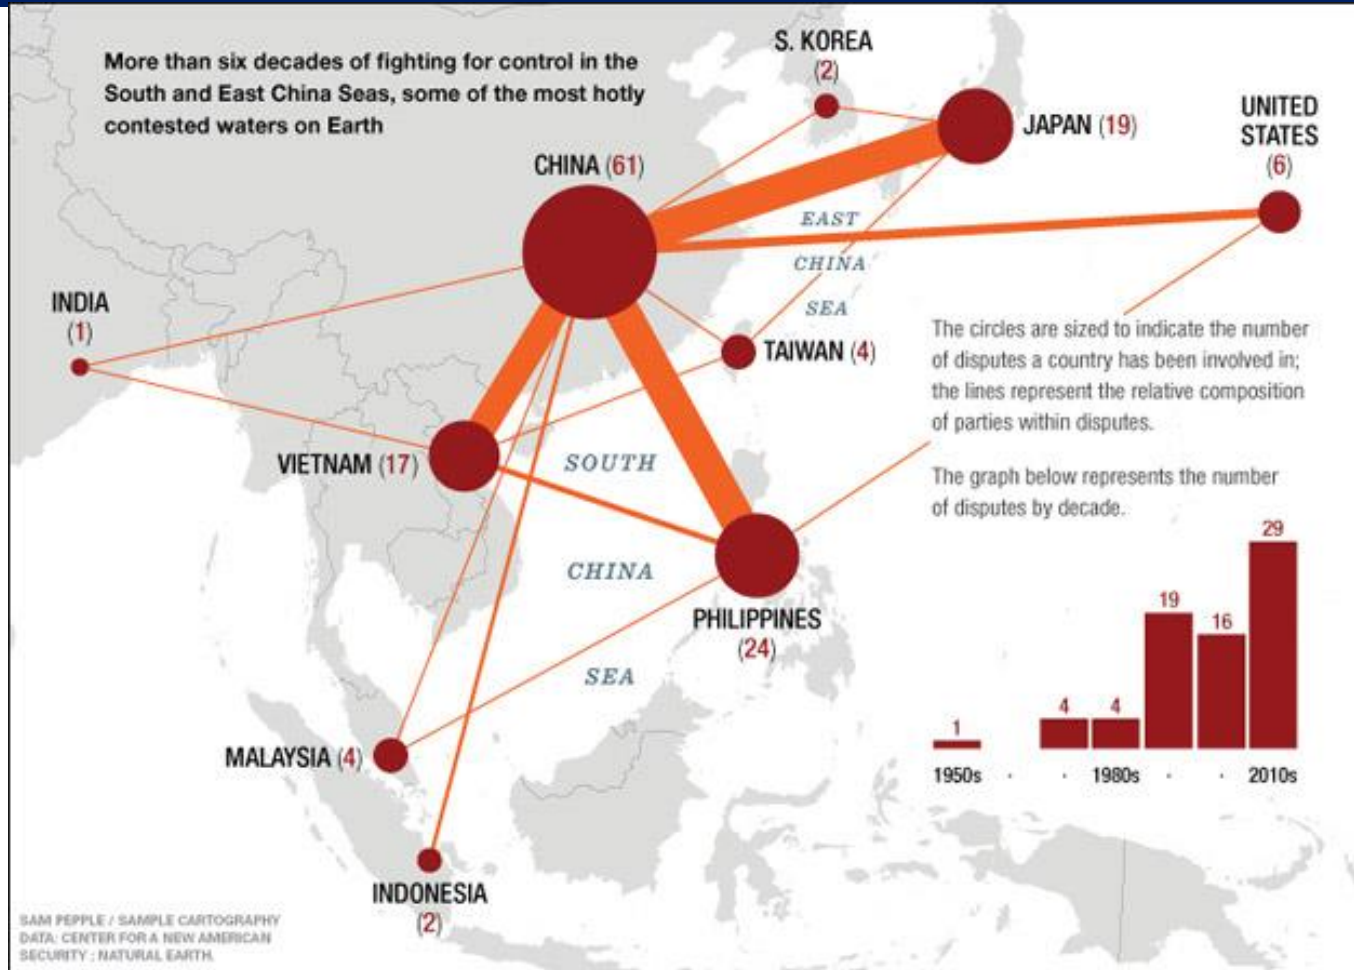 More than six decades of fighting for control in the
South and East China Seas, some of the most hotly
contested waters on Earth
S. KOREA
(2)
JAPAN (19)
UNITED
STATES
(6)
CHINA (61)
EAST
CHINA
SEA
INDIA
(1)
TAIWAN (4)
The circles are sized to indicate the number
of disputes a country has been involved in;
the lines represent the relative composition
of parties within disputes.
VIETNAM (17)
SOUTH
CHINA
SEA
The graph below represents the number
of disputes by decade.
PHILIPPINES
(24)
29
19
16
4 4
1
1950s · · 1980s · · 2010s
MALAYSIA (4)
INDONESIA
(2)
SAM PEPPLE / SAMPLE CARTOGRAPHY
DATA: CENTER FOR A NEW AMERICAN
SECURITY : NATURAL EARTH